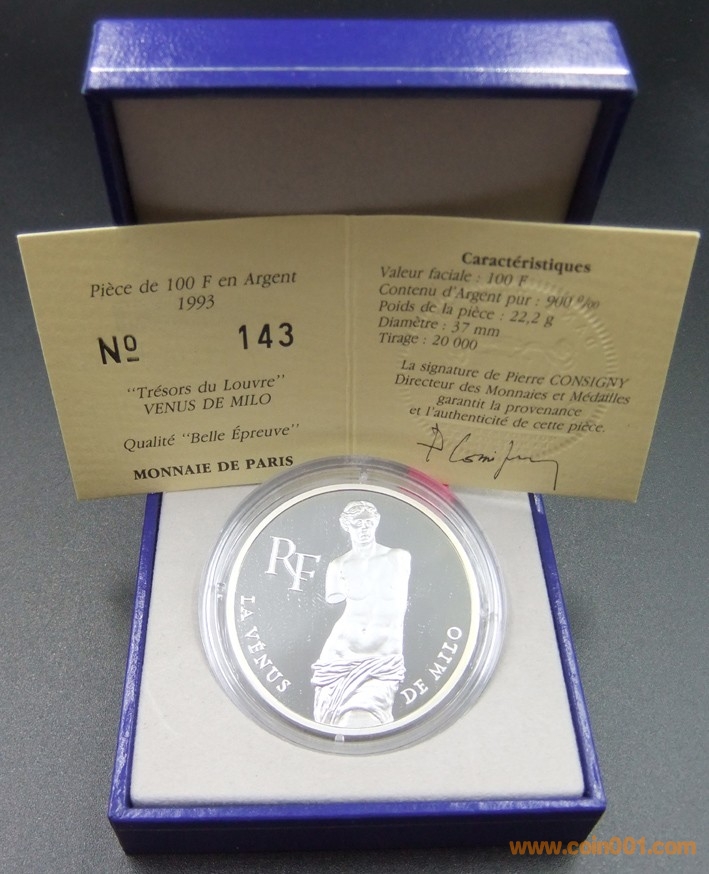 Pièce de 100 F en Argent
1993
Nº 143
"Trésors du Louvre"
VENUS DE MILO
Qualité "Belle Épreuve"
MONNAIE DE PARIS
Caractéristiques
Valeur faciale : 100 F
Contenu d'Argent pur : 900 º/oo
Poids de la pièce : 22,2 g
Diamètre : 37 mm
Tirage : 20 000
La signature de Pierre CONSIGNY
Directeur des Monnaies et Médailles
garantit la provenance
et l'authenticité de cette pièce.
RF
LA VÉNUS
DE MILO
www.coin001.com